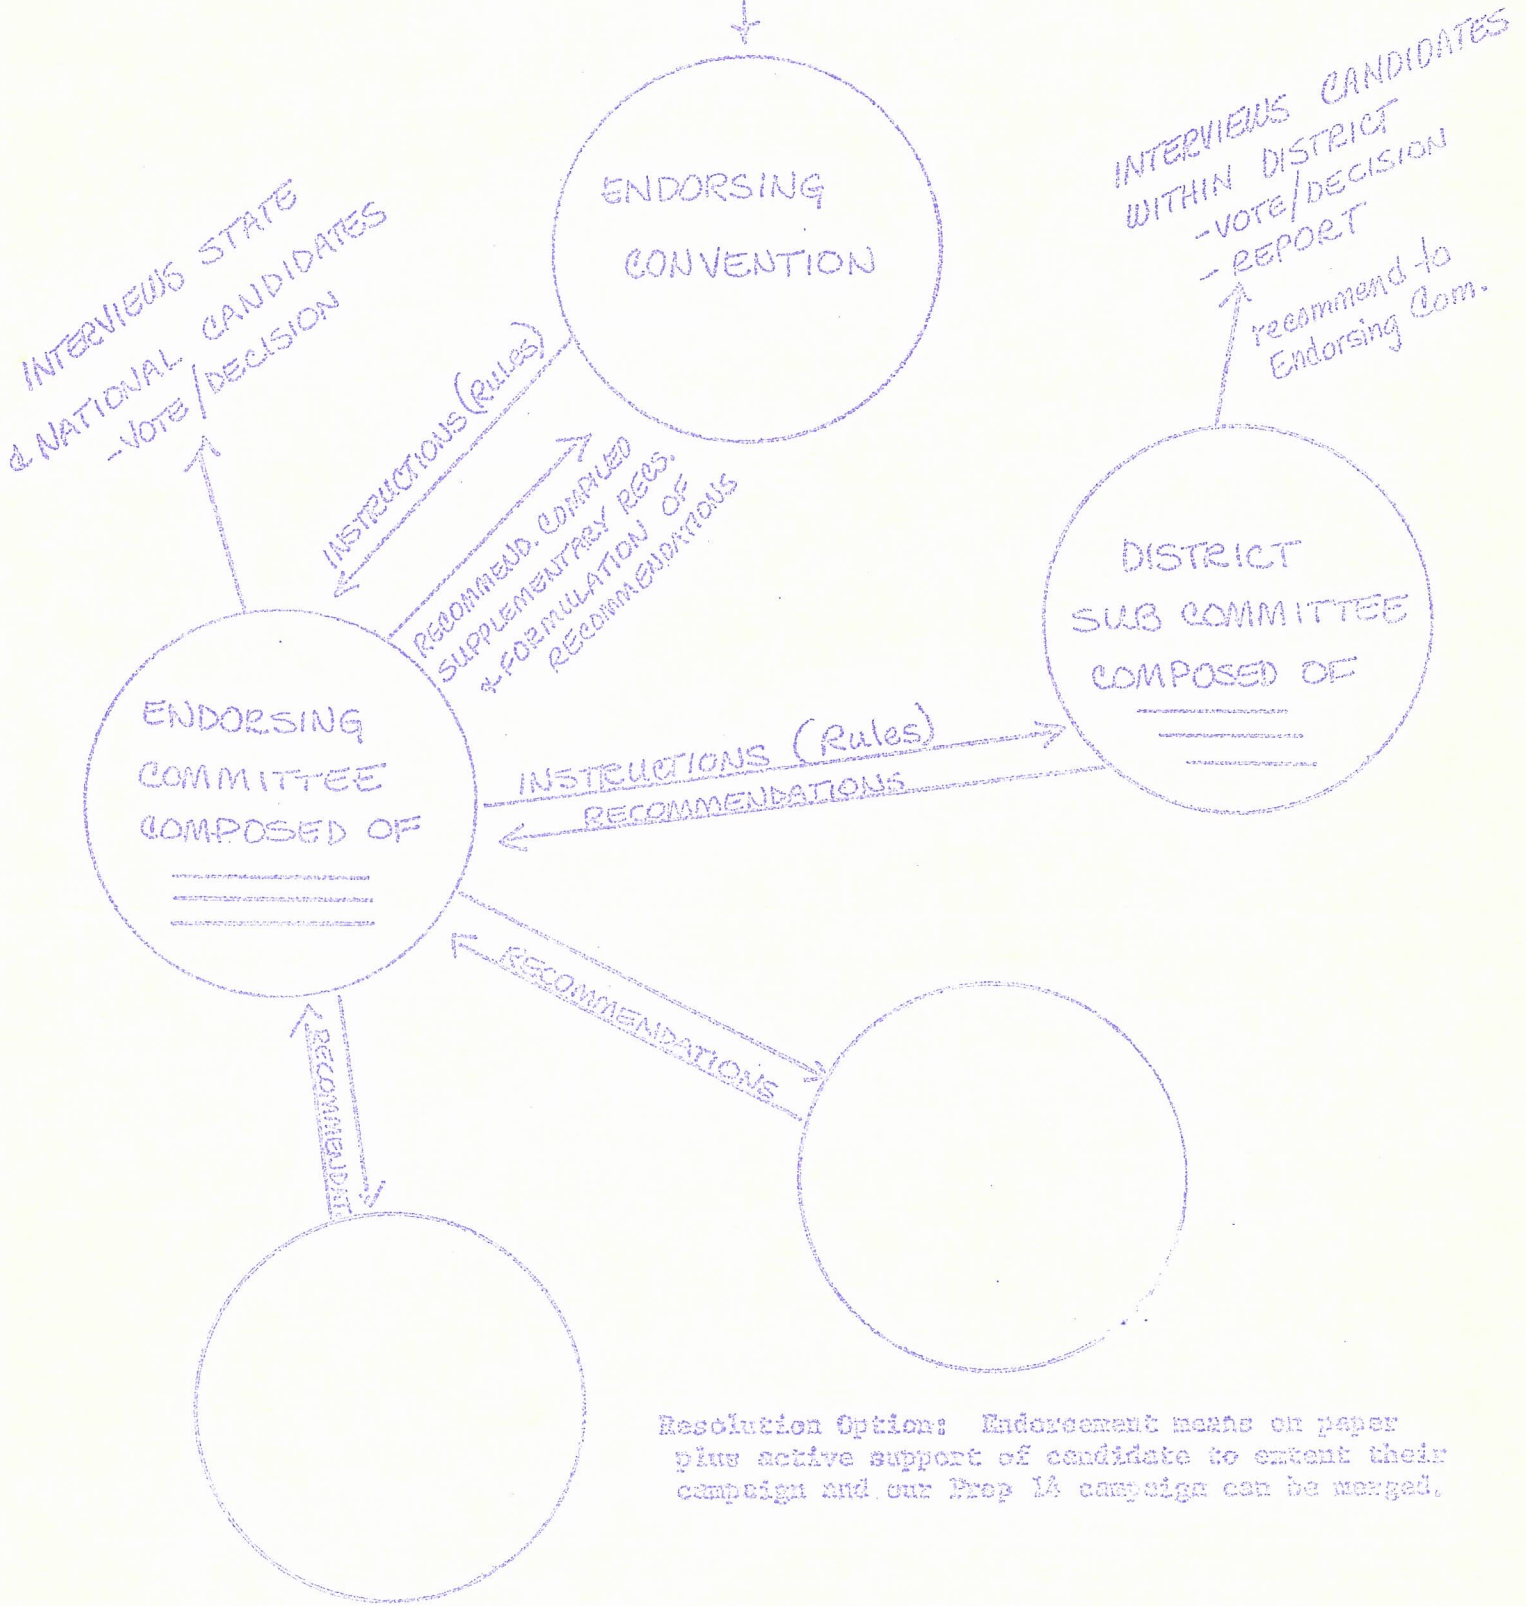 ENDORSING
CONVENTION
INTERVIEWS CANDIDATES
WITHIN DISTRICT
-VOTE/DECISION
- REPORT
recommend to
Endorsing Com.
INTERVIEWS STATE
& NATIONAL CANDIDATES
-VOTE/DECISION
INSTRUCTIONS (Rules)
RECOMMEND. COMPILED
SUPPLEMENTARY RECS.
& FORMULATION OF
RECOMMENDATIONS
DISTRICT
SUB COMMITTEE
COMPOSED OF
ENDORSING
COMMITTEE
COMPOSED OF
INSTRUCTIONS (Rules)
RECOMMENDATIONS
RECOMMENDATIONS
RECOMMENDAT
Resolution Option: Endorcement means on paper
plus active support of candidate to extent their
campaign and our Prop 14 campaign can be merged.